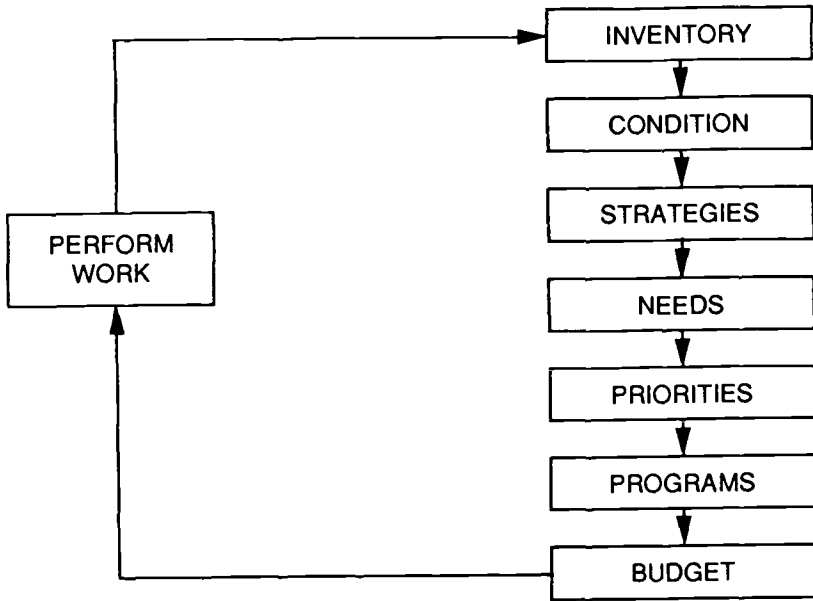 INVENTORY
CONDITION
STRATEGIES
PERFORM
WORK
NEEDS
PRIORITIES
PROGRAMS
BUDGET